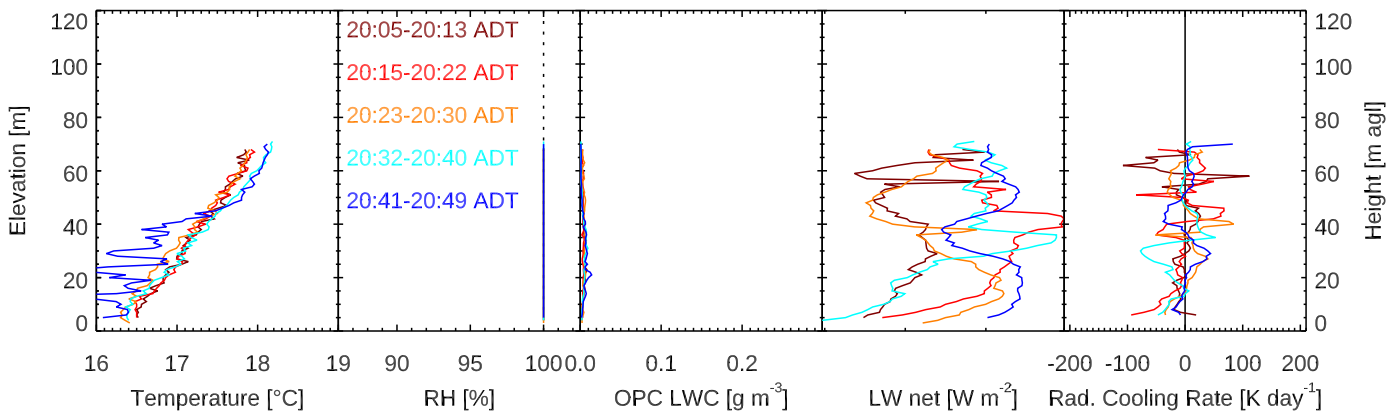 120
100
80
60
40
20
0
Elevation [m]
16 17 18 19
Temperature [°C]
20:05-20:13 ADT
20:15-20:22 ADT
20:23-20:30 ADT
20:32-20:40 ADT
20:41-20:49 ADT
90 95 100
RH [%]
0.0 0.1 0.2
OPC LWC [g m-3]
LW net [W m-2]
-200 -100 0 100 200
Rad. Cooling Rate [K day-1]
120
100
80
60
40
20
0
Height [m agl]